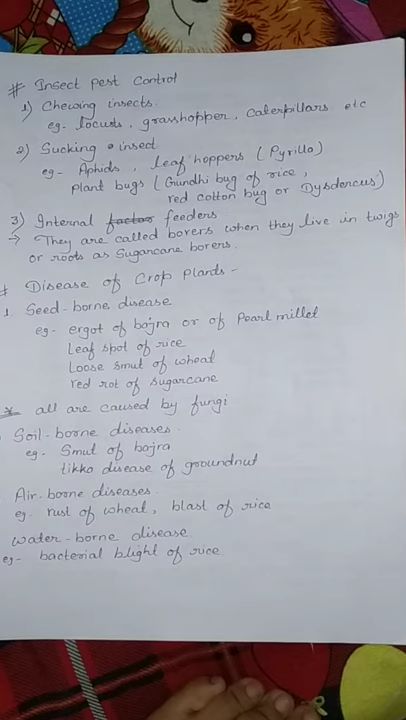 # Insect Pest Control
1) Chewing insects.
eg- locusts, grasshopper, caterpillars etc
2) Sucking insect
eg- Aphids, leaf hoppers (Pyrilla)
plant bugs (Gundhi bug of rice,
red cotton bug or Dysdercus)
3) Internal factor feeders
→ They are called borers when they live in twigs
or roots as Sugarcane borers.
# Disease of Crop Plants -
1. Seed-borne disease
eg- ergot of bajra or of Pearl millet
Leaf spot of rice
Loose smut of wheat
red rot of sugarcane
* all are caused by fungi
Soil-borne diseases.
eg- Smut of bajra
tikka disease of groundnut
Air-borne diseases.
eg- rust of wheat, blast of rice
water-borne disease
eg- bacterial blight of rice